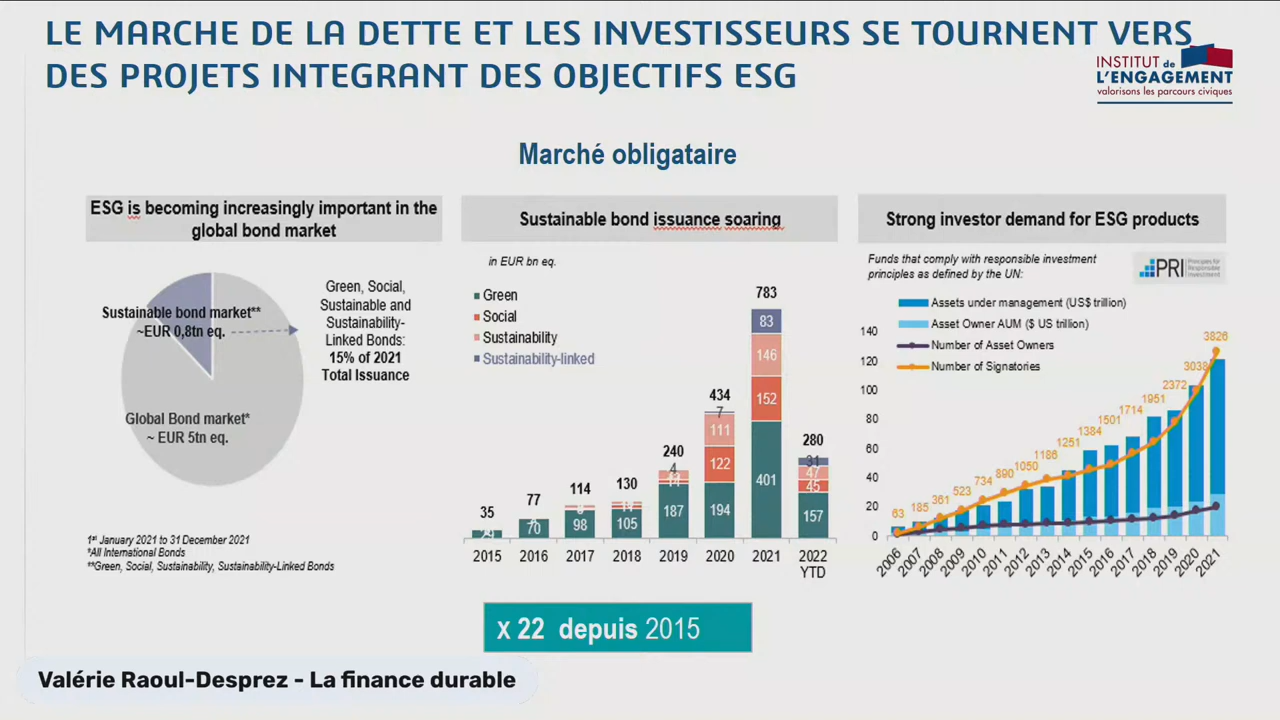 LE MARCHE DE LA DETTE ET LES INVESTISSEURS SE TOURNENT VERS
DES PROJETS INTEGRANT DES OBJECTIFS ESG
INSTITUT de
L'ENGAGEMENT
valorisons les parcours civiques
Marché obligataire
ESG is becoming increasingly important in the
global bond market
Sustainable bond market**
~EUR 0,8tn eq.
Global Bond market*
~ EUR 5tn eq.
Green, Social,
Sustainable and
Sustainability-
Linked Bonds:
15% of 2021
Total Issuance
1st January 2021 to 31 December 2021
*All International Bonds
**Green, Social, Sustainability, Sustainability-Linked Bonds
Sustainable bond issuance soaring
in EUR bn eq.
Green
Social
Sustainability
Sustainability-linked
35
77
70
114
98
130
105
240
4
187
434
7
111
122
194
783
83
146
152
401
280
31
47
45
157
2015 2016 2017 2018 2019 2020 2021 2022
YTD
Strong investor demand for ESG products
Funds that comply with responsible investment
principles as defined by the UN:
PRI Principles for
Responsible
Investment
Assets under management (US$ trillion)
Asset Owner AUM ($ US trillion)
Number of Asset Owners
Number of Signatories
140
120
100
80
60
40
20
0
63 185 361 523 734 890 1050 1186 1251 1384 1501 1714 1951 2372 3038 3826
2006 2007 2008 2009 2010 2011 2012 2013 2014 2015 2016 2017 2018 2019 2020 2021
x 22 depuis 2015
Valérie Raoul-Desprez - La finance durable